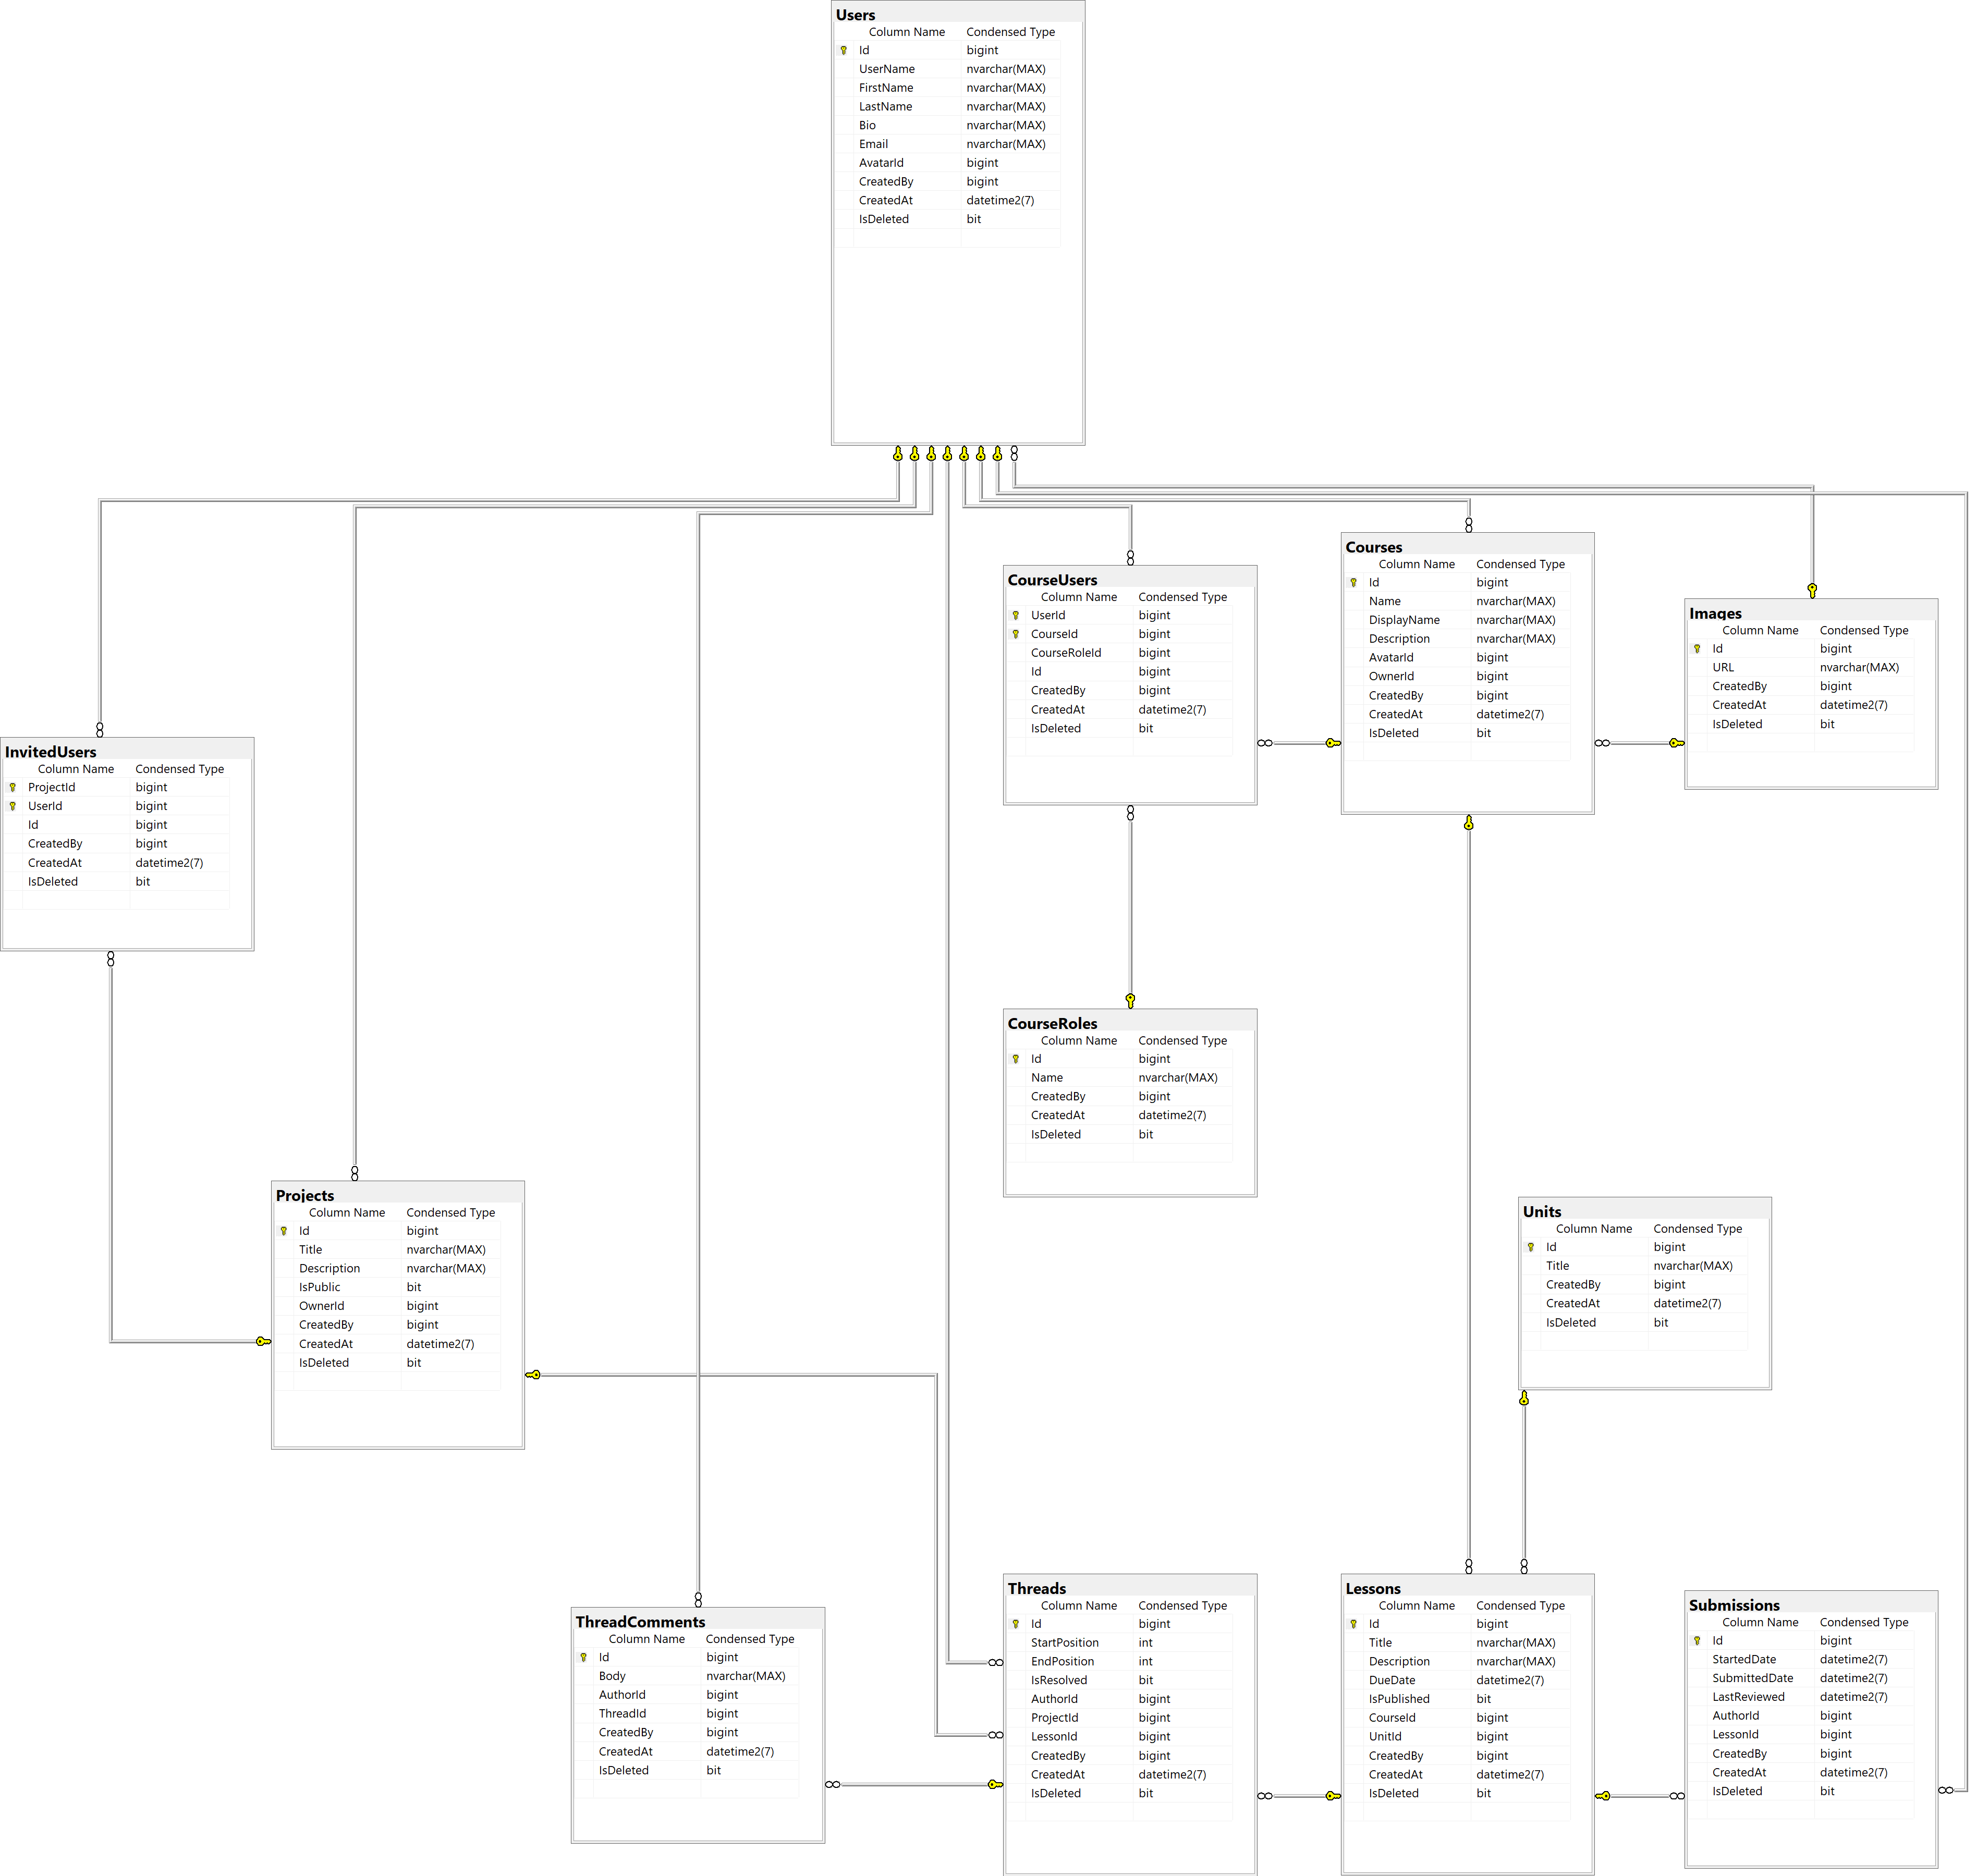 Users
Column Name Condensed Type
Id bigint
UserName nvarchar(MAX)
FirstName nvarchar(MAX)
LastName nvarchar(MAX)
Bio nvarchar(MAX)
Email nvarchar(MAX)
AvatarId bigint
CreatedBy bigint
CreatedAt datetime2(7)
IsDeleted bit
CourseUsers
Column Name Condensed Type
UserId bigint
CourseId bigint
CourseRoleId bigint
Id bigint
CreatedBy bigint
CreatedAt datetime2(7)
IsDeleted bit
Courses
Column Name Condensed Type
Id bigint
Name nvarchar(MAX)
DisplayName nvarchar(MAX)
Description nvarchar(MAX)
AvatarId bigint
OwnerId bigint
CreatedBy bigint
CreatedAt datetime2(7)
IsDeleted bit
Images
Column Name Condensed Type
Id bigint
URL nvarchar(MAX)
CreatedBy bigint
CreatedAt datetime2(7)
IsDeleted bit
InvitedUsers
Column Name Condensed Type
ProjectId bigint
UserId bigint
Id bigint
CreatedBy bigint
CreatedAt datetime2(7)
IsDeleted bit
CourseRoles
Column Name Condensed Type
Id bigint
Name nvarchar(MAX)
CreatedBy bigint
CreatedAt datetime2(7)
IsDeleted bit
Projects
Column Name Condensed Type
Id bigint
Title nvarchar(MAX)
Description nvarchar(MAX)
IsPublic bit
OwnerId bigint
CreatedBy bigint
CreatedAt datetime2(7)
IsDeleted bit
Units
Column Name Condensed Type
Id bigint
Title nvarchar(MAX)
CreatedBy bigint
CreatedAt datetime2(7)
IsDeleted bit
ThreadComments
Column Name Condensed Type
Id bigint
Body nvarchar(MAX)
AuthorId bigint
ThreadId bigint
CreatedBy bigint
CreatedAt datetime2(7)
IsDeleted bit
Threads
Column Name Condensed Type
Id bigint
StartPosition int
EndPosition int
IsResolved bit
AuthorId bigint
ProjectId bigint
LessonId bigint
CreatedBy bigint
CreatedAt datetime2(7)
IsDeleted bit
Lessons
Column Name Condensed Type
Id bigint
Title nvarchar(MAX)
Description nvarchar(MAX)
DueDate datetime2(7)
IsPublished bit
CourseId bigint
UnitId bigint
CreatedBy bigint
CreatedAt datetime2(7)
IsDeleted bit
Submissions
Column Name Condensed Type
Id bigint
StartedDate datetime2(7)
SubmittedDate datetime2(7)
LastReviewed datetime2(7)
AuthorId bigint
LessonId bigint
CreatedBy bigint
CreatedAt datetime2(7)
IsDeleted bit